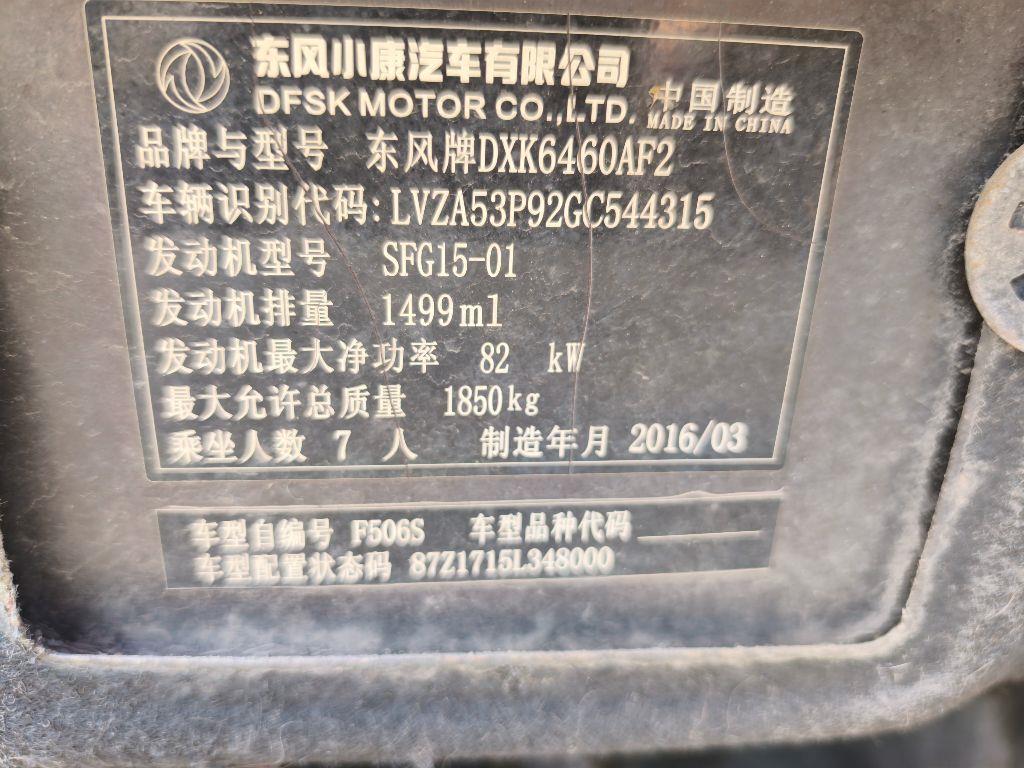 东风小康汽车有限公司
DFSK MOTOR CO.,LTD.
中国制造
MADE IN CHINA
品牌与型号 东风牌DXK6460AF2
车辆识别代码:LVZA53P92GC544315
发动机型号 SFG15-01
发动机排量 1499ml
发动机最大净功率 82 kW
最大允许总质量 1850kg
乘坐人数 7 人 制造年月 2016/03
车型自编号 F506S 车型品种代码
车型配置状态码 87Z1715L348000